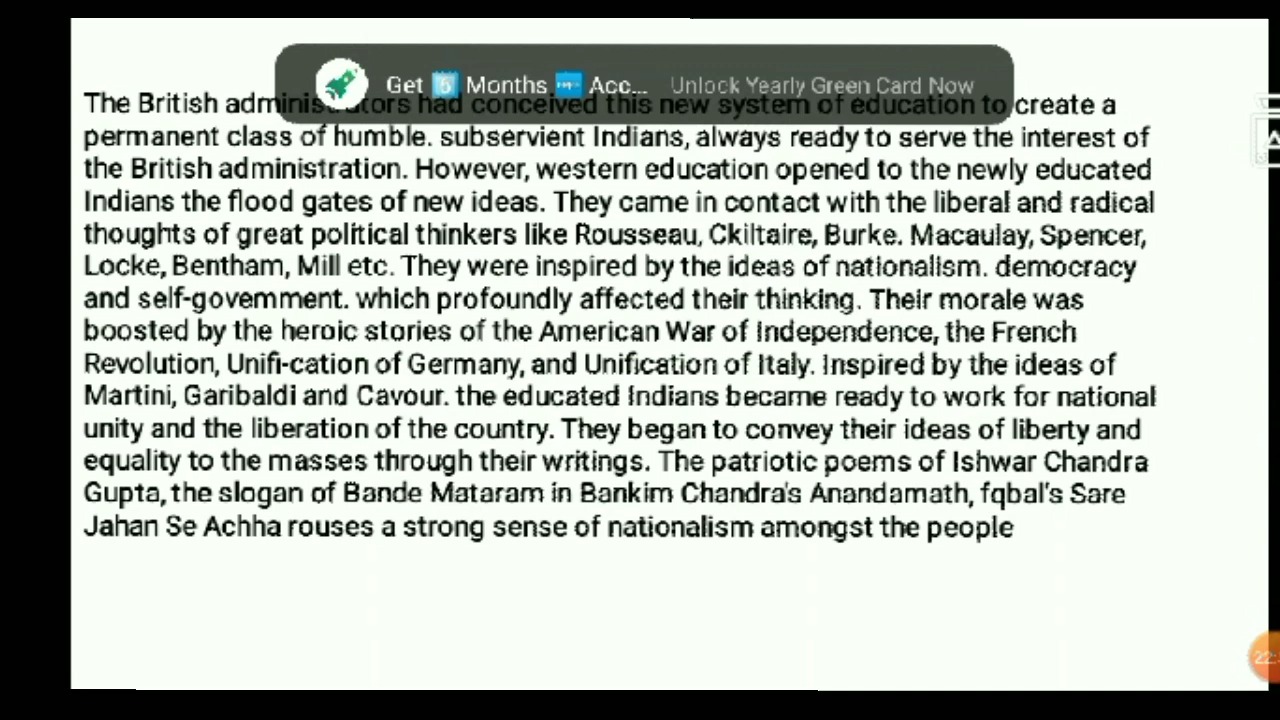 Get 6 Months FREE Acc... Unlock Yearly Green Card Now
The British administrators had conceived this new system of education to create a
permanent class of humble. subservient Indians, always ready to serve the interest of
the British administration. However, western education opened to the newly educated
Indians the flood gates of new ideas. They came in contact with the liberal and radical
thoughts of great political thinkers like Rousseau, Ckiltaire, Burke. Macaulay, Spencer,
Locke, Bentham, Mill etc. They were inspired by the ideas of nationalism. democracy
and self-govemment. which profoundly affected their thinking. Their morale was
boosted by the heroic stories of the American War of Independence, the French
Revolution, Unifi-cation of Germany, and Unification of Italy. Inspired by the ideas of
Martini, Garibaldi and Cavour. the educated Indians became ready to work for national
unity and the liberation of the country. They began to convey their ideas of liberty and
equality to the masses through their writings. The patriotic poems of Ishwar Chandra
Gupta, the slogan of Bande Mataram in Bankim Chandra's Anandamath, fqbal's Sare
Jahan Se Achha rouses a strong sense of nationalism amongst the people